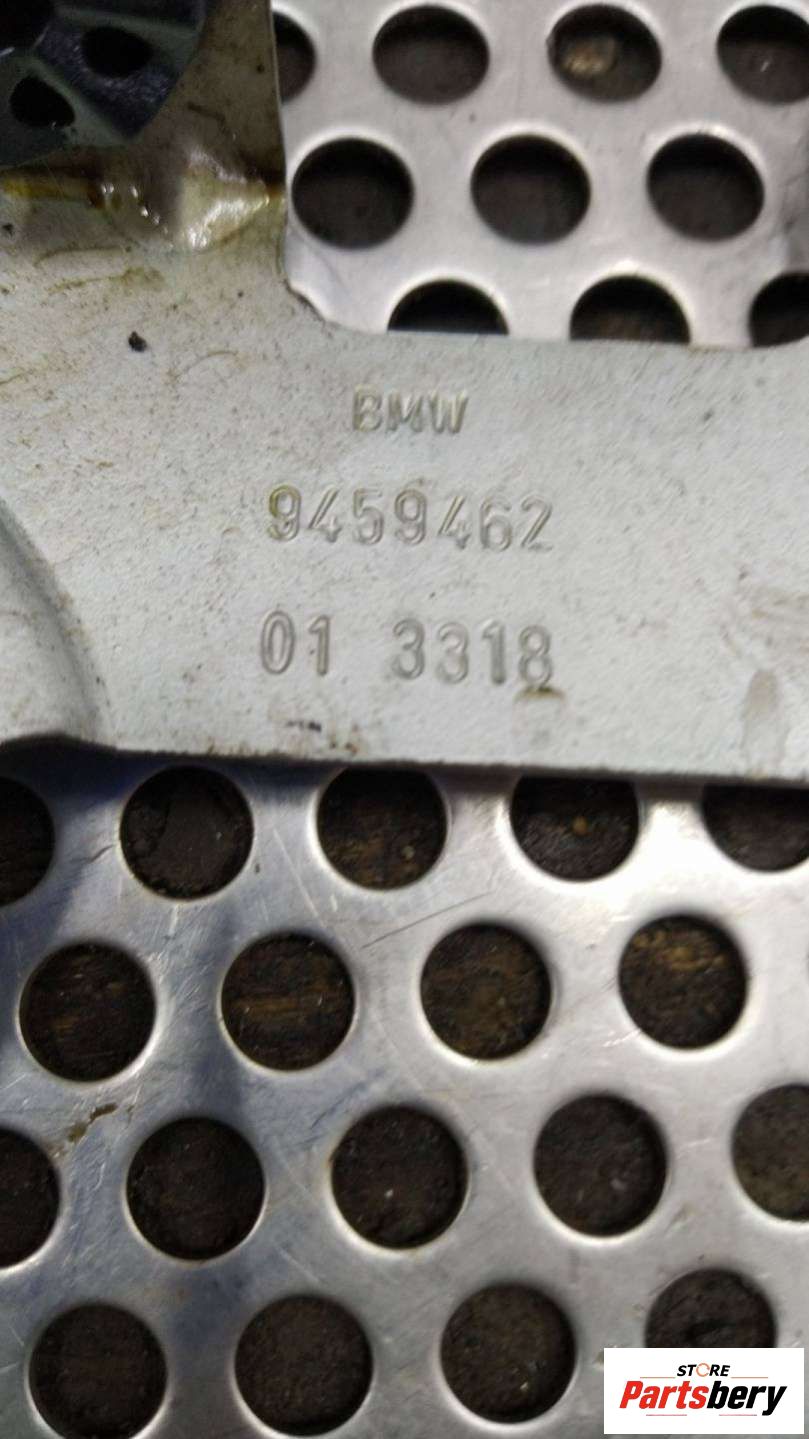 BMW
9459462
01 3318
STORE
Partsbery